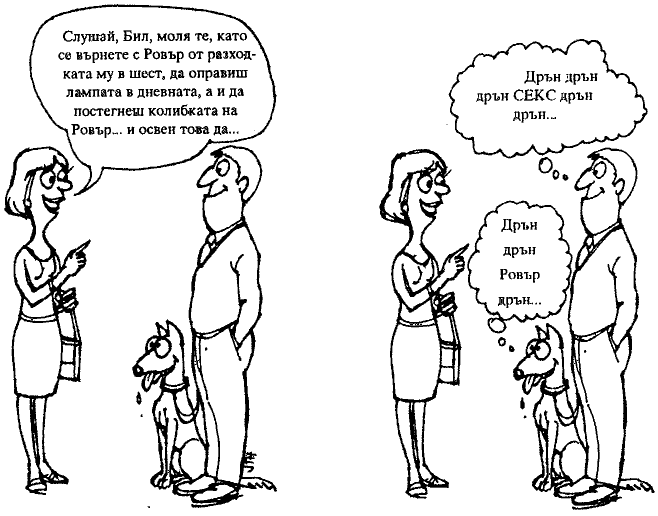 Слушай, Бил, моля те, като
се върнете с Ровър от разход-
ката му в шест, да оправиш
лампата в дневната, а и да
постегнеш колибката на
Ровър... и освен това да...
Дрън дрън
дрън СЕКС дрън
дрън...
Дрън
дрън
Ровър
дрън...